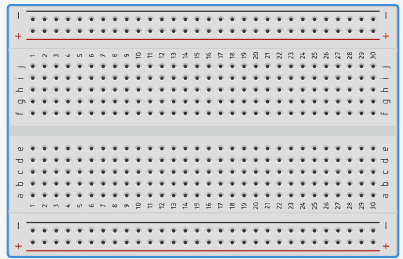 − −
+ +
1 2 3 4 5 6 7 8 9 10 11 12 13 14 15 16 17 18 19 20 21 22 23 24 25 26 27 28 29 30
j j
i i
h h
g g
f f
e e
d d
c c
b b
a a
1 2 3 4 5 6 7 8 9 10 11 12 13 14 15 16 17 18 19 20 21 22 23 24 25 26 27 28 29 30
− −
+ +